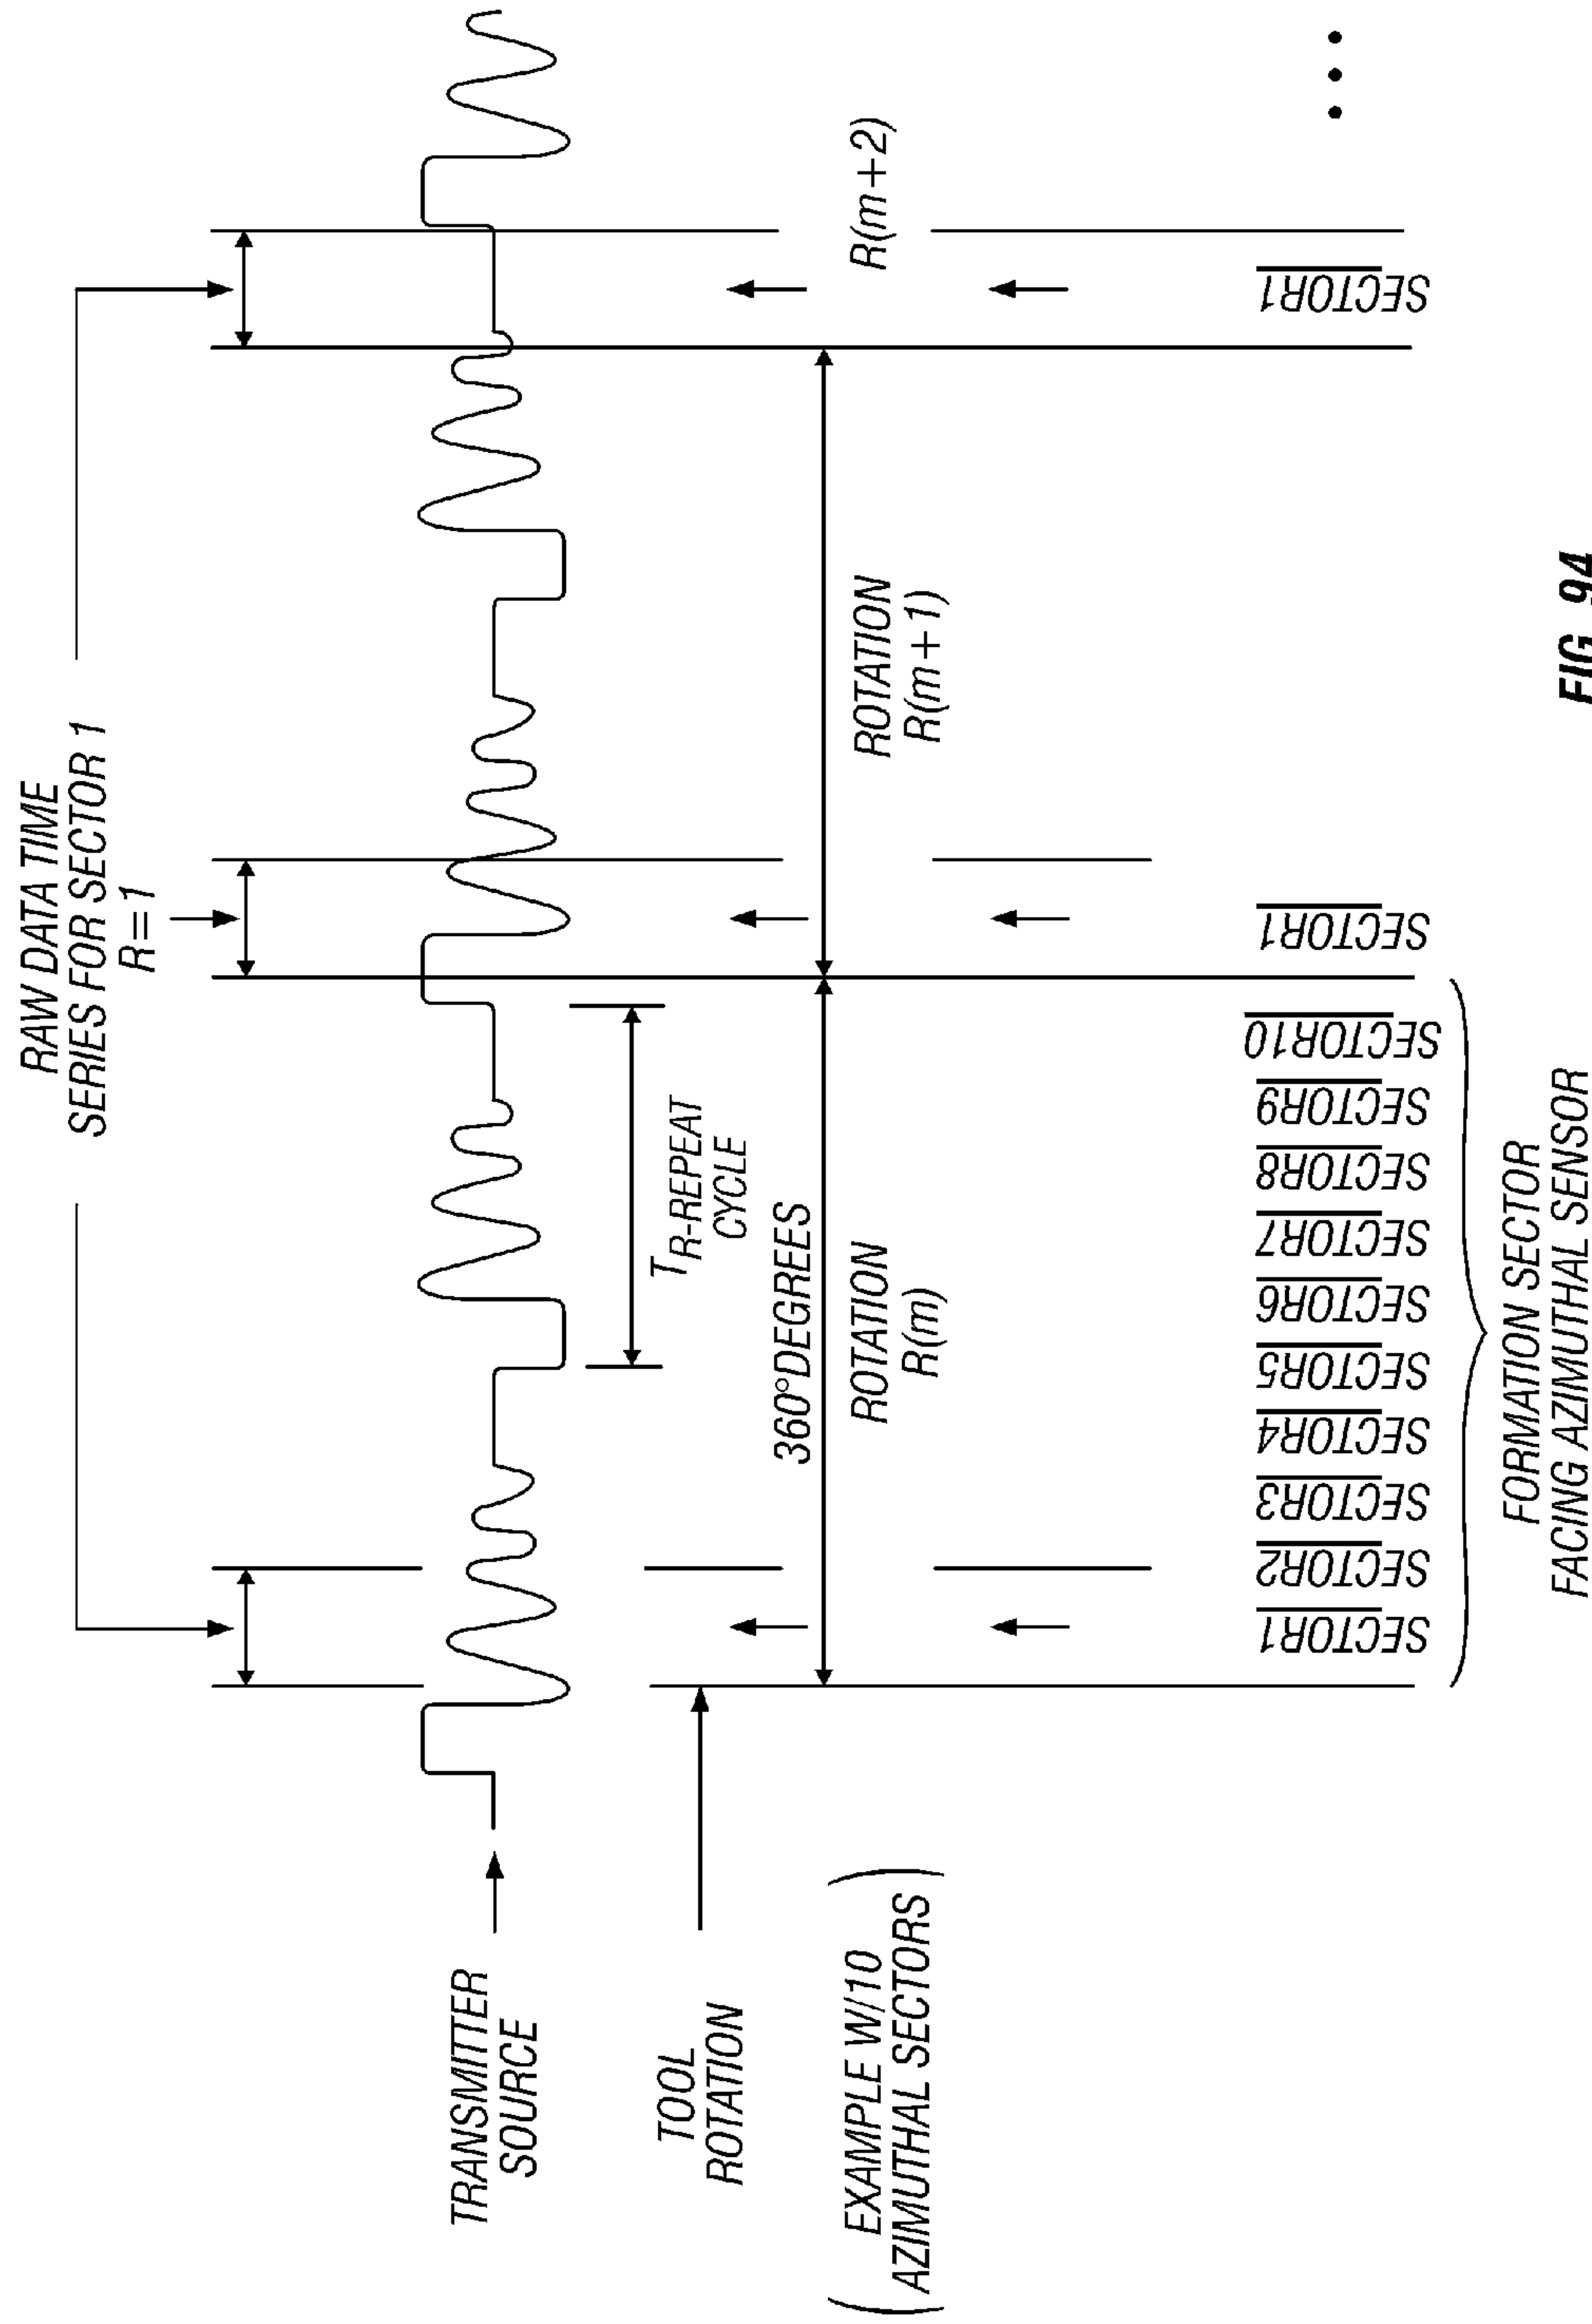 RAW DATA TIME
SERIES FOR SECTOR 1
R=1
TRANSMITTER
SOURCE
TOOL
ROTATION
TR-REPEAT
CYCLE
360°DEGREES
(EXAMPLE W/10
AZIMUTHAL SECTORS)
ROTATION
R(m)
ROTATION
R(m+1)
R(m+2)
SECTOR1
SECTOR2
SECTOR3
SECTOR4
SECTOR5
SECTOR6
SECTOR7
SECTOR8
SECTOR9
SECTOR10
SECTOR1
SECTOR1
FORMATION SECTOR
FACING AZIMUTHAL SENSOR
FIG. 94